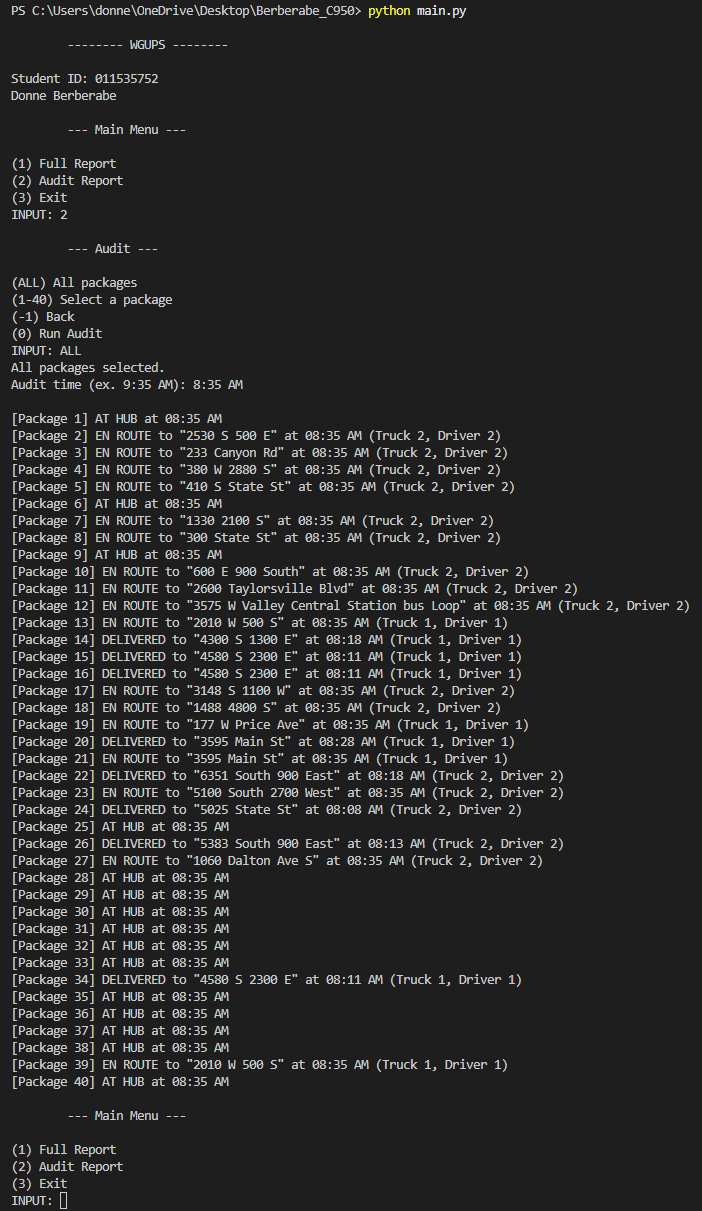 PS C:\Users\donne\OneDrive\Desktop\Berberabe_C950> python main.py
-------- WGUPS --------
Student ID: 011535752
Donne Berberabe
--- Main Menu ---
(1) Full Report
(2) Audit Report
(3) Exit
INPUT: 2
--- Audit ---
(ALL) All packages
(1-40) Select a package
(-1) Back
(0) Run Audit
INPUT: ALL
All packages selected.
Audit time (ex. 9:35 AM): 8:35 AM
[Package 1] AT HUB at 08:35 AM
[Package 2] EN ROUTE to "2530 S 500 E" at 08:35 AM (Truck 2, Driver 2)
[Package 3] EN ROUTE to "233 Canyon Rd" at 08:35 AM (Truck 2, Driver 2)
[Package 4] EN ROUTE to "380 W 2880 S" at 08:35 AM (Truck 2, Driver 2)
[Package 5] EN ROUTE to "410 S State St" at 08:35 AM (Truck 2, Driver 2)
[Package 6] AT HUB at 08:35 AM
[Package 7] EN ROUTE to "1330 2100 S" at 08:35 AM (Truck 2, Driver 2)
[Package 8] EN ROUTE to "300 State St" at 08:35 AM (Truck 2, Driver 2)
[Package 9] AT HUB at 08:35 AM
[Package 10] EN ROUTE to "600 E 900 South" at 08:35 AM (Truck 2, Driver 2)
[Package 11] EN ROUTE to "2600 Taylorsville Blvd" at 08:35 AM (Truck 2, Driver 2)
[Package 12] EN ROUTE to "3575 W Valley Central Station bus Loop" at 08:35 AM (Truck 2, Driver 2)
[Package 13] EN ROUTE to "2010 W 500 S" at 08:35 AM (Truck 1, Driver 1)
[Package 14] DELIVERED to "4300 S 1300 E" at 08:18 AM (Truck 1, Driver 1)
[Package 15] DELIVERED to "4580 S 2300 E" at 08:11 AM (Truck 1, Driver 1)
[Package 16] DELIVERED to "4580 S 2300 E" at 08:11 AM (Truck 1, Driver 1)
[Package 17] EN ROUTE to "3148 S 1100 W" at 08:35 AM (Truck 2, Driver 2)
[Package 18] EN ROUTE to "1488 4800 S" at 08:35 AM (Truck 2, Driver 2)
[Package 19] EN ROUTE to "177 W Price Ave" at 08:35 AM (Truck 1, Driver 1)
[Package 20] DELIVERED to "3595 Main St" at 08:28 AM (Truck 1, Driver 1)
[Package 21] EN ROUTE to "3595 Main St" at 08:35 AM (Truck 1, Driver 1)
[Package 22] DELIVERED to "6351 South 900 East" at 08:18 AM (Truck 2, Driver 2)
[Package 23] EN ROUTE to "5100 South 2700 West" at 08:35 AM (Truck 2, Driver 2)
[Package 24] DELIVERED to "5025 State St" at 08:08 AM (Truck 2, Driver 2)
[Package 25] AT HUB at 08:35 AM
[Package 26] DELIVERED to "5383 South 900 East" at 08:13 AM (Truck 2, Driver 2)
[Package 27] EN ROUTE to "1060 Dalton Ave S" at 08:35 AM (Truck 2, Driver 2)
[Package 28] AT HUB at 08:35 AM
[Package 29] AT HUB at 08:35 AM
[Package 30] AT HUB at 08:35 AM
[Package 31] AT HUB at 08:35 AM
[Package 32] AT HUB at 08:35 AM
[Package 33] AT HUB at 08:35 AM
[Package 34] DELIVERED to "4580 S 2300 E" at 08:11 AM (Truck 1, Driver 1)
[Package 35] AT HUB at 08:35 AM
[Package 36] AT HUB at 08:35 AM
[Package 37] AT HUB at 08:35 AM
[Package 38] AT HUB at 08:35 AM
[Package 39] EN ROUTE to "2010 W 500 S" at 08:35 AM (Truck 1, Driver 1)
[Package 40] AT HUB at 08:35 AM
--- Main Menu ---
(1) Full Report
(2) Audit Report
(3) Exit
INPUT: